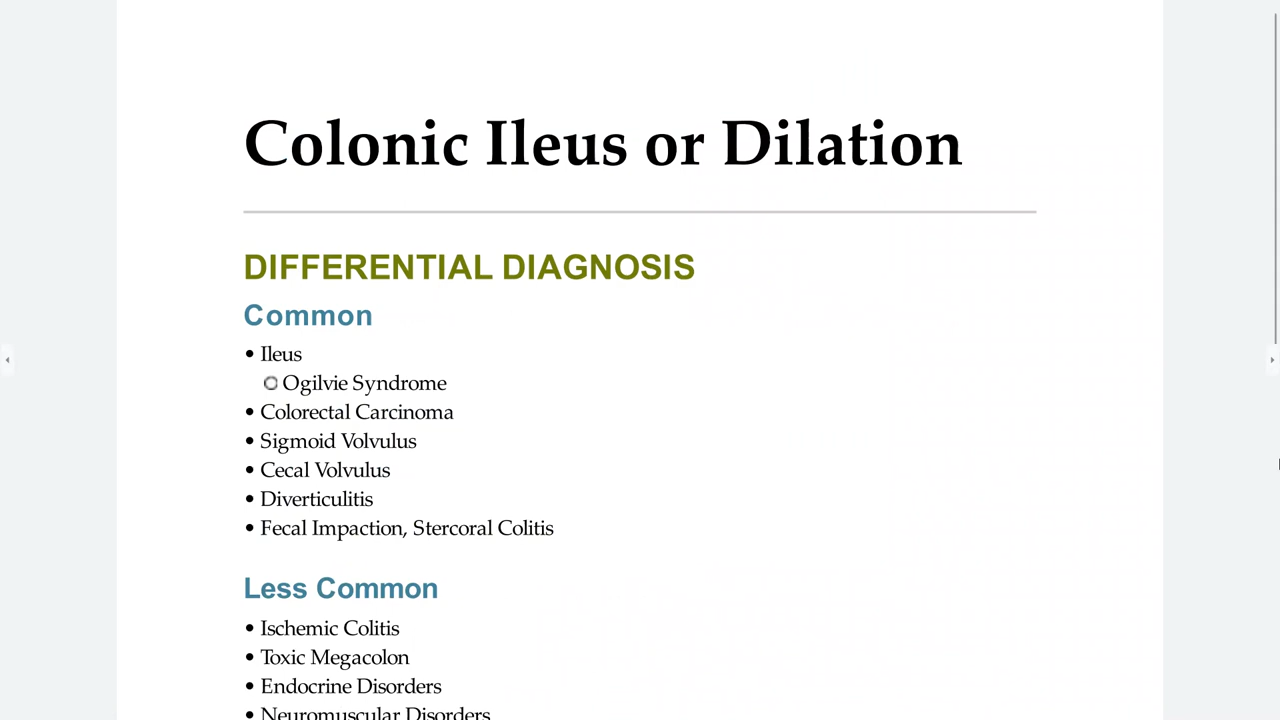 Colonic Ileus or Dilation
DIFFERENTIAL DIAGNOSIS
Common
• Ileus
○ Ogilvie Syndrome
• Colorectal Carcinoma
• Sigmoid Volvulus
• Cecal Volvulus
• Diverticulitis
• Fecal Impaction, Stercoral Colitis
Less Common
• Ischemic Colitis
• Toxic Megacolon
• Endocrine Disorders
• Neuromuscular Disorders